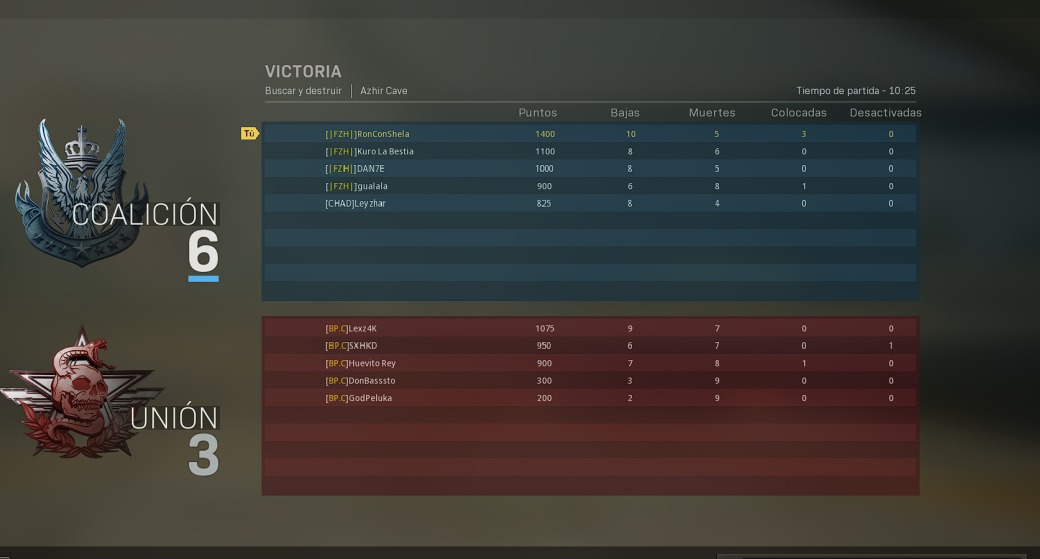 VICTORIA
Buscar y destruir | Azhir Cave Tiempo de partida - 10:25
Puntos Bajas Muertes Colocadas Desactivadas
Tú [|FZH|]RonConShela 1400 10 5 3 0
[|FZH|]Kuro La Bestia 1100 8 6 0 0
[|FZH|]DAN7E 1000 8 5 0 0
[|FZH|]gualala 900 6 8 1 0
[CHAD]Leyzhar 825 8 4 0 0
COALICIÓN
6
[BP.C]Lexz4K 1075 9 7 0 0
[BP.C]SXHKD 950 6 7 0 1
[BP.C]Huevito Rey 900 7 8 1 0
[BP.C]DonBasssto 300 3 9 0 0
[BP.C]GodPeluka 200 2 9 0 0
UNIÓN
3